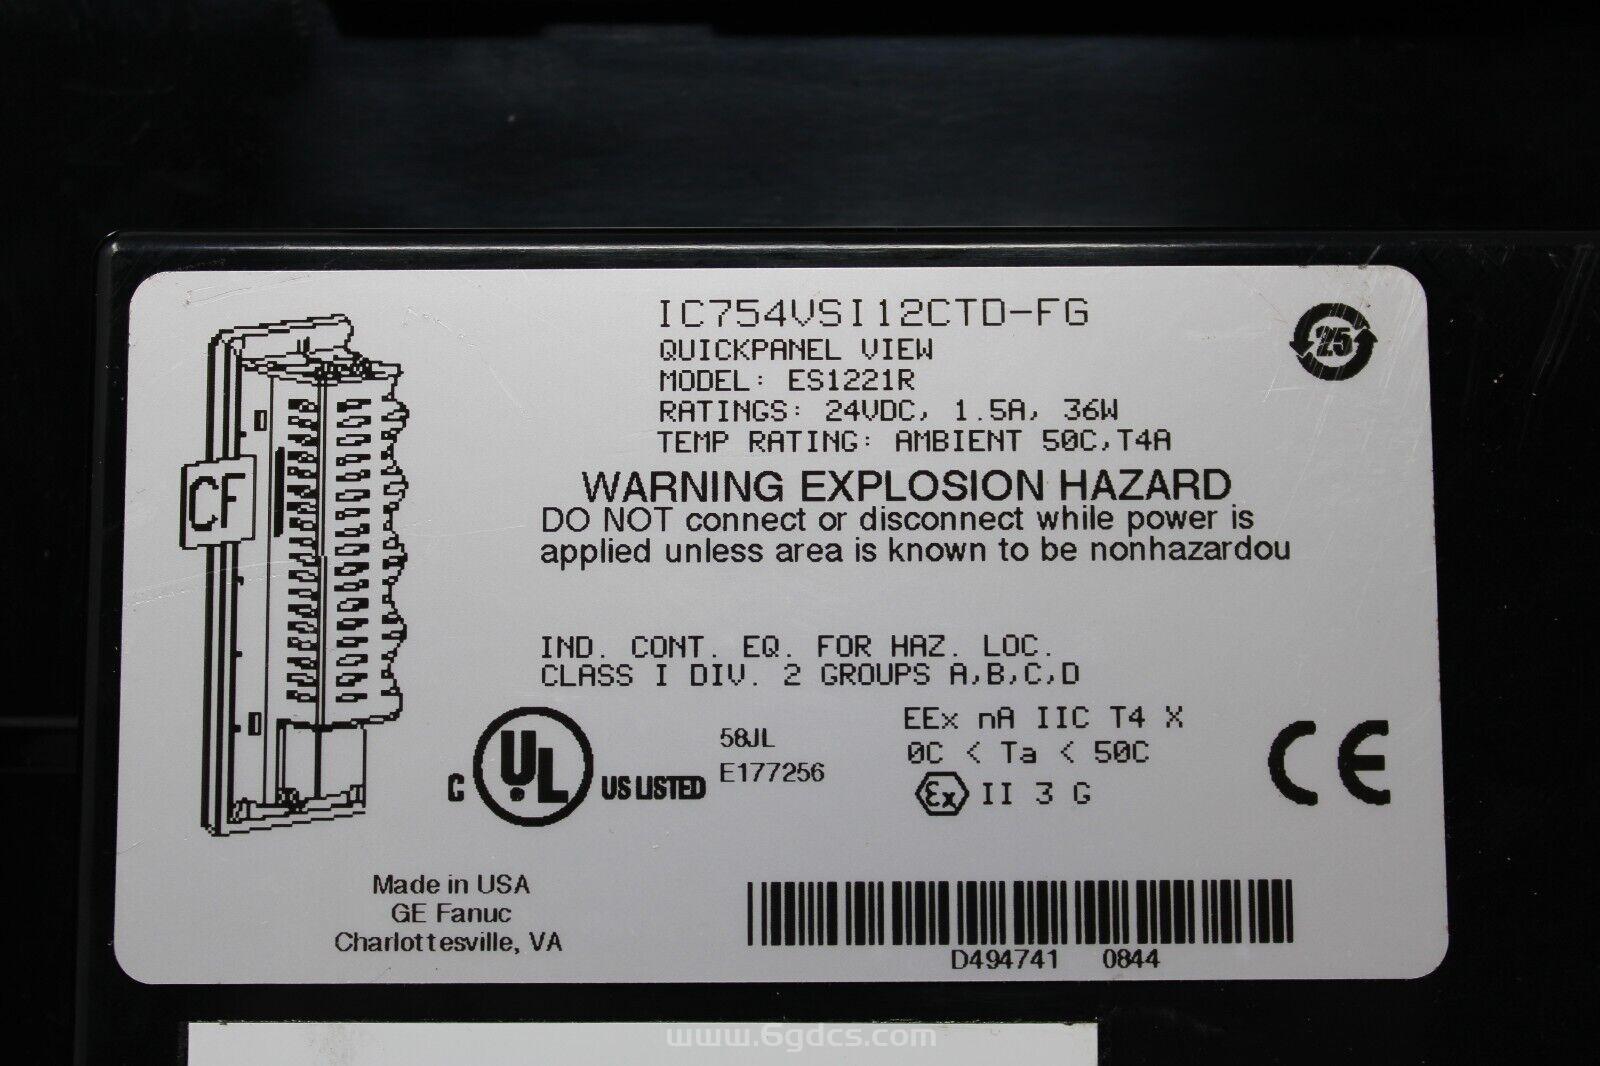 IC754VSI12CTD-FG
QUICKPANEL VIEW
MODEL: ES1221R
RATINGS: 24VDC, 1.5A, 36W
TEMP RATING: AMBIENT 50C,T4A
25
WARNING EXPLOSION HAZARD
DO NOT connect or disconnect while power is
applied unless area is known to be nonhazardou
CF
IND. CONT. EQ. FOR HAZ. LOC.
CLASS I DIV. 2 GROUPS A,B,C,D
C UL US LISTED
58JL
E177256
EEx nA IIC T4 X
0C < Ta < 50C
Ex II 3 G
CE
Made in USA
GE Fanuc
Charlottesville, VA
D494741 0844
www.6gdcs.com